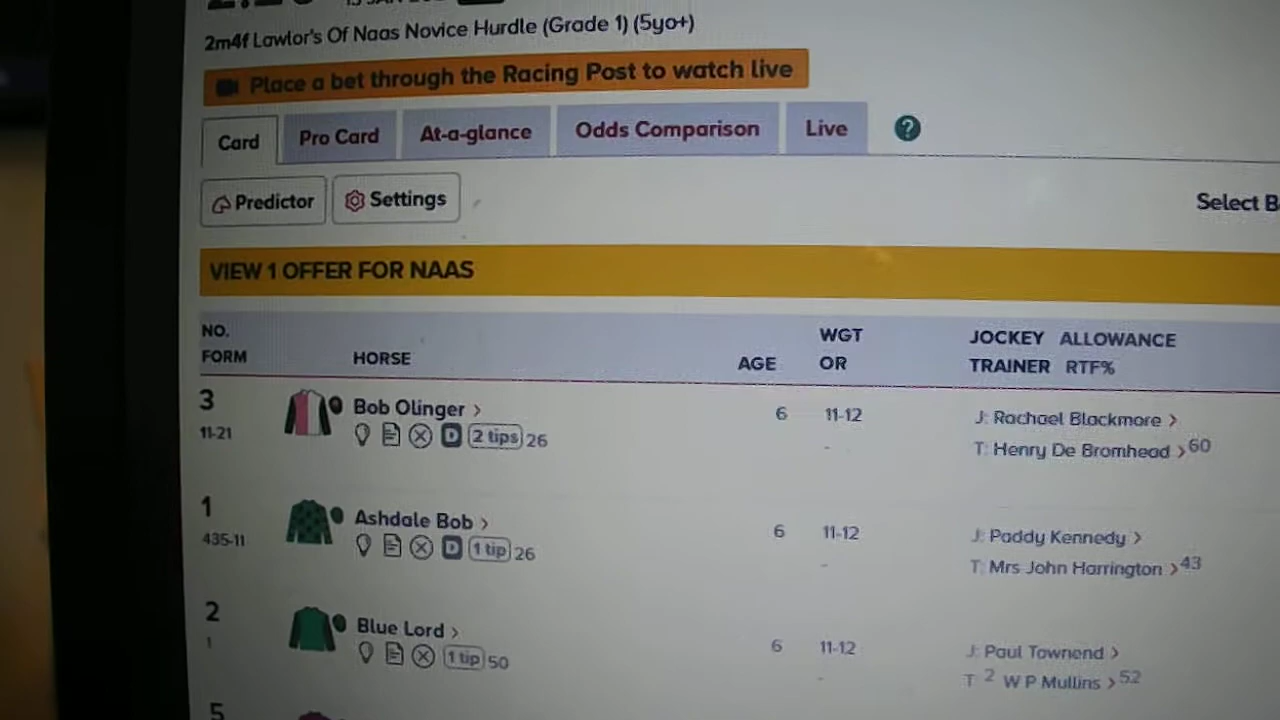 2m4f Lawlor's Of Naas Novice Hurdle (Grade 1) (5yo+)
Place a bet through the Racing Post to watch live
Card Pro Card At-a-glance Odds Comparison Live ?
Predictor Settings Select B
VIEW 1 OFFER FOR NAAS
NO. WGT JOCKEY ALLOWANCE
FORM HORSE AGE OR TRAINER RTF%
3 Bob Olinger > 6 11-12 J: Rachael Blackmore >
11-21 D 2 tips 26 - T: Henry De Bromhead > 60
1 Ashdale Bob > 6 11-12 J: Paddy Kennedy >
435-11 D 1 tip 26 - T: Mrs John Harrington > 43
2 Blue Lord > 6 11-12 J: Paul Townend >
1 1 tip 50 - T: 2 W P Mullins > 52
5